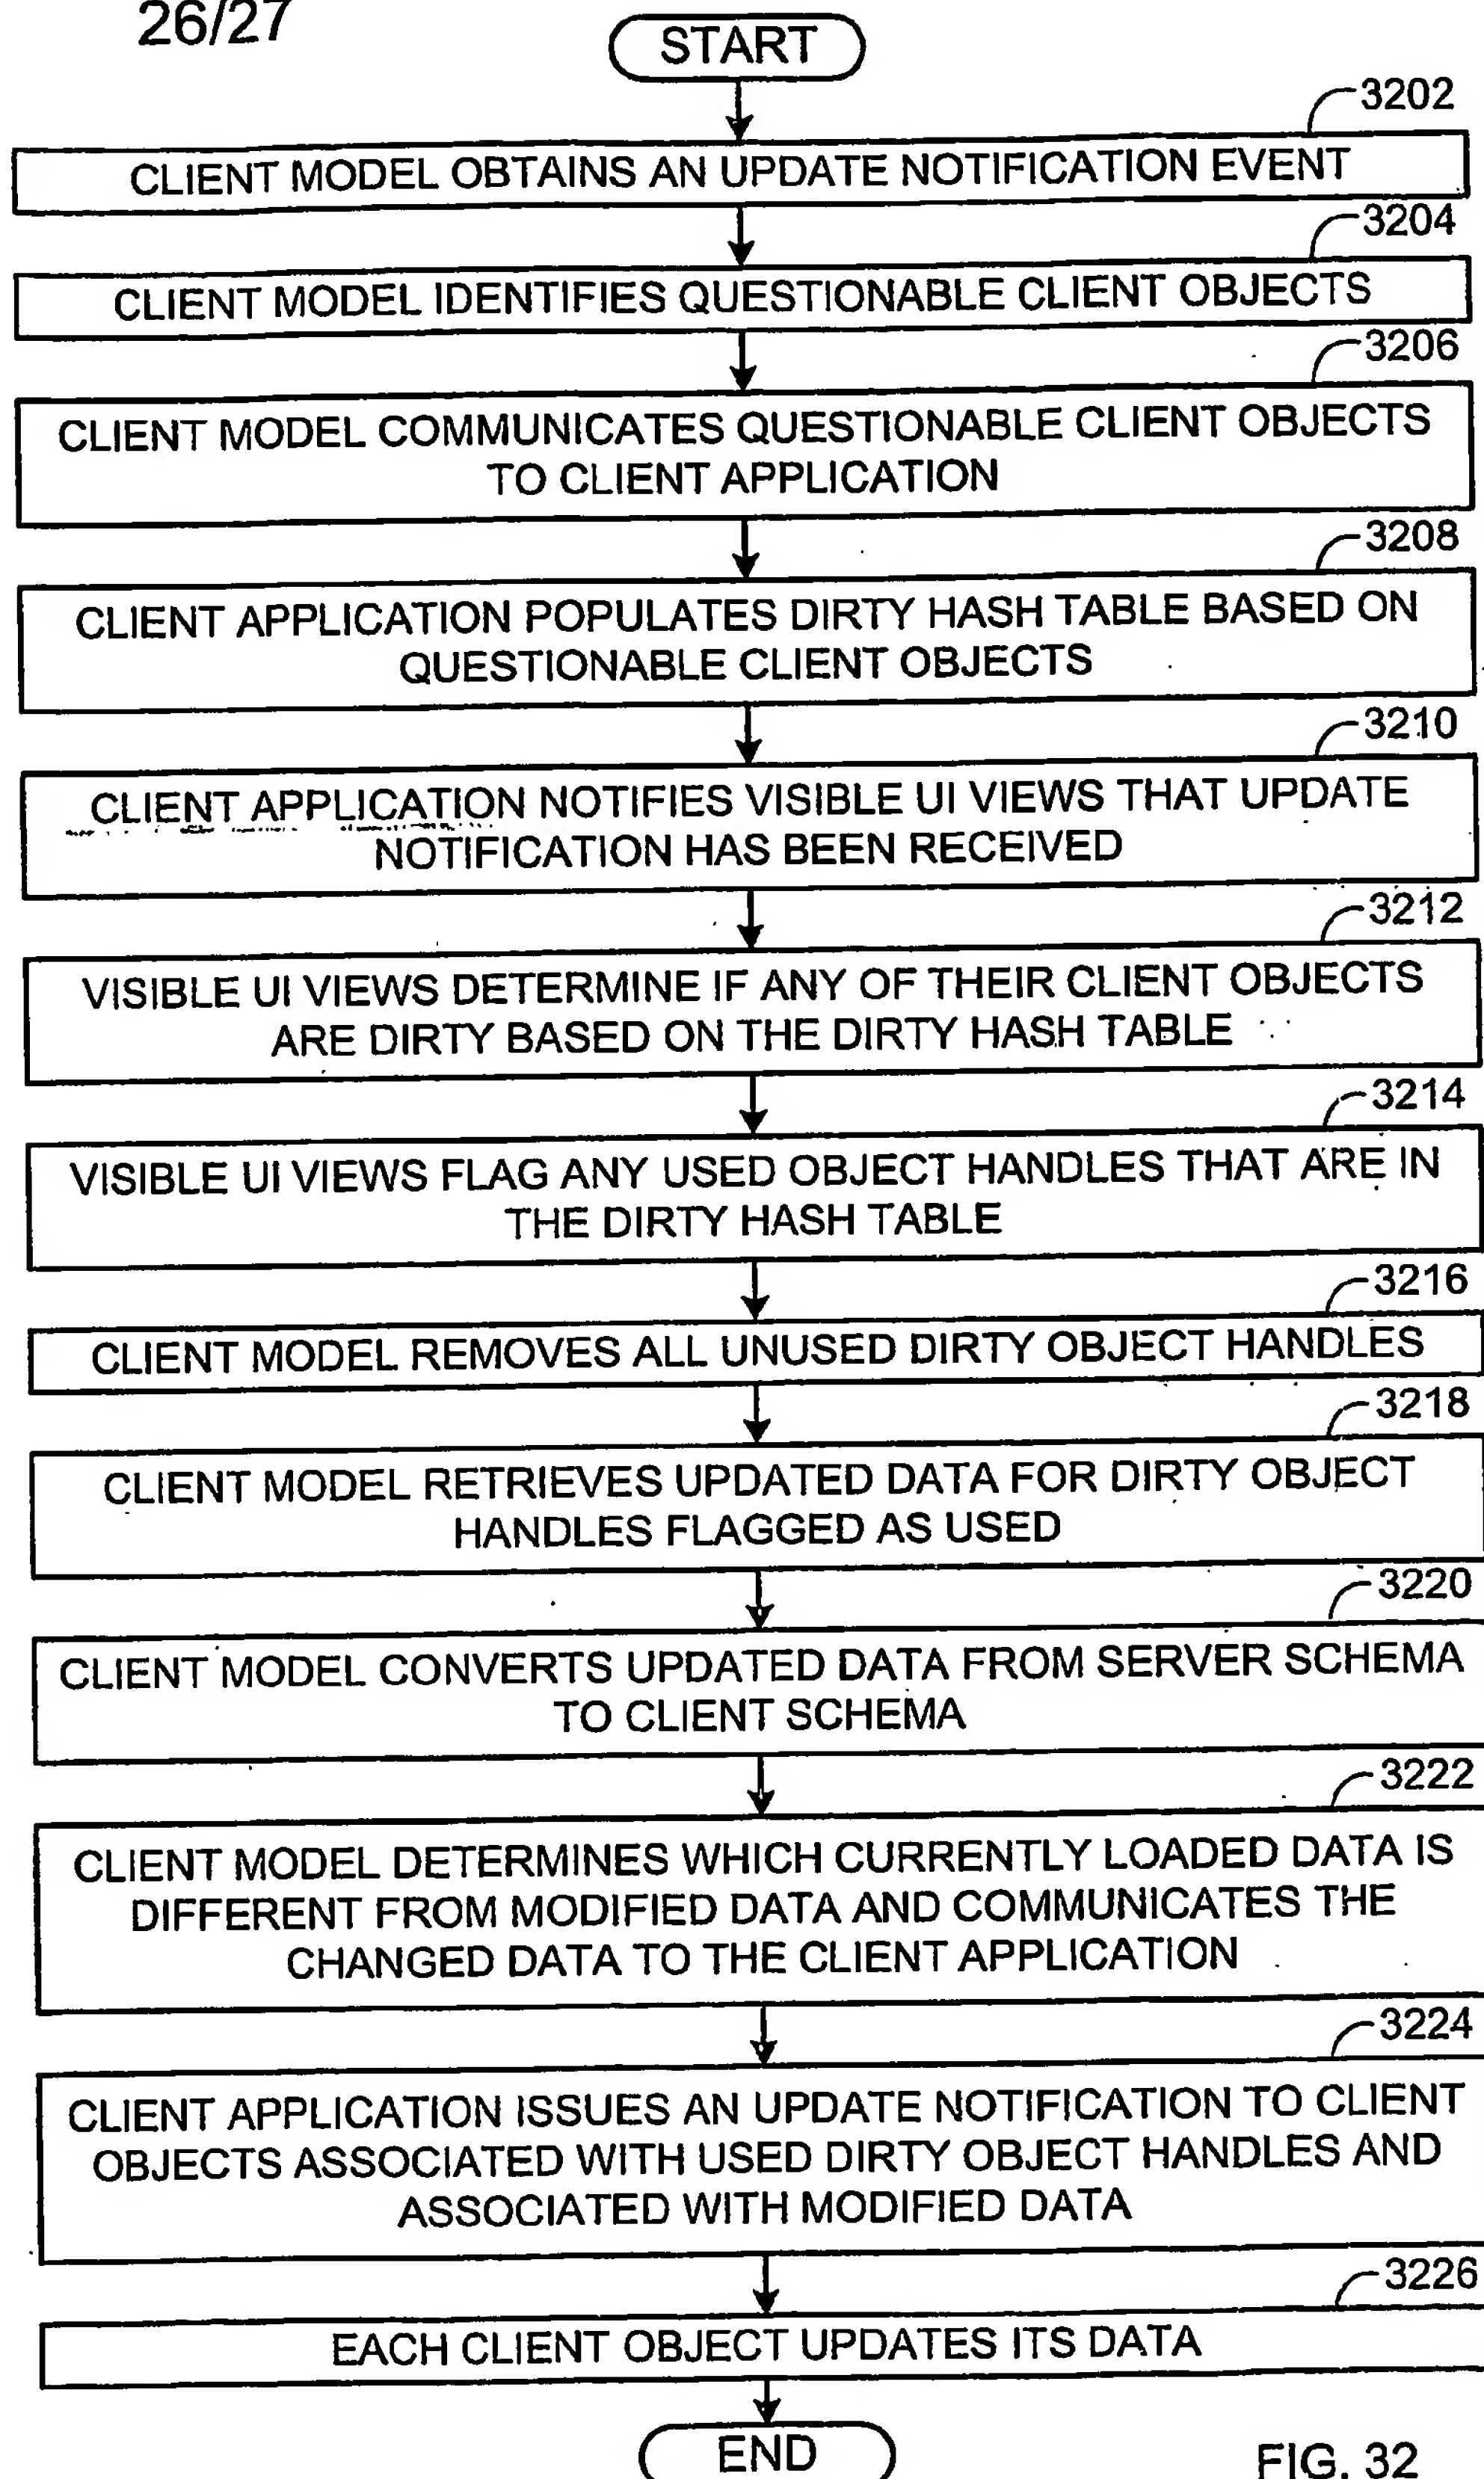 26/27
START
3202
CLIENT MODEL OBTAINS AN UPDATE NOTIFICATION EVENT
3204
CLIENT MODEL IDENTIFIES QUESTIONABLE CLIENT OBJECTS
3206
CLIENT MODEL COMMUNICATES QUESTIONABLE CLIENT OBJECTS
TO CLIENT APPLICATION
3208
CLIENT APPLICATION POPULATES DIRTY HASH TABLE BASED ON
QUESTIONABLE CLIENT OBJECTS
3210
CLIENT APPLICATION NOTIFIES VISIBLE UI VIEWS THAT UPDATE
NOTIFICATION HAS BEEN RECEIVED
3212
VISIBLE UI VIEWS DETERMINE IF ANY OF THEIR CLIENT OBJECTS
ARE DIRTY BASED ON THE DIRTY HASH TABLE
3214
VISIBLE UI VIEWS FLAG ANY USED OBJECT HANDLES THAT ARE IN
THE DIRTY HASH TABLE
3216
CLIENT MODEL REMOVES ALL UNUSED DIRTY OBJECT HANDLES
3218
CLIENT MODEL RETRIEVES UPDATED DATA FOR DIRTY OBJECT
HANDLES FLAGGED AS USED
3220
CLIENT MODEL CONVERTS UPDATED DATA FROM SERVER SCHEMA
TO CLIENT SCHEMA
3222
CLIENT MODEL DETERMINES WHICH CURRENTLY LOADED DATA IS
DIFFERENT FROM MODIFIED DATA AND COMMUNICATES THE
CHANGED DATA TO THE CLIENT APPLICATION
3224
CLIENT APPLICATION ISSUES AN UPDATE NOTIFICATION TO CLIENT
OBJECTS ASSOCIATED WITH USED DIRTY OBJECT HANDLES AND
ASSOCIATED WITH MODIFIED DATA
3226
EACH CLIENT OBJECT UPDATES ITS DATA
END
FIG. 32